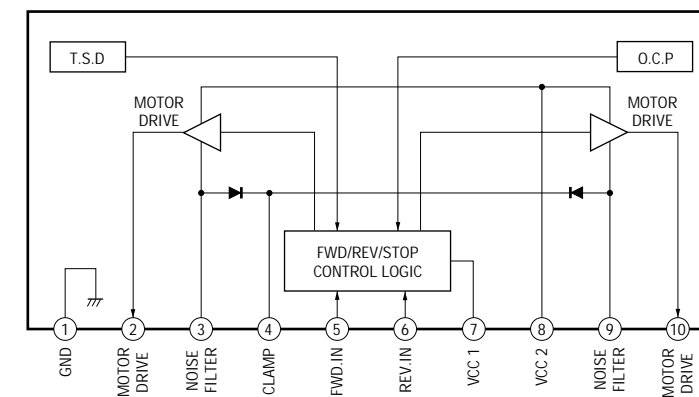 T.S.D
O.C.P
MOTOR
DRIVE
MOTOR
DRIVE
FWD/REV/STOP
CONTROL LOGIC
1
2
3
4
5
6
7
8
9
10
GND
MOTOR
DRIVE
NOISE
FILTER
CLAMP
FWD.IN
REV.IN
VCC 1
VCC 2
NOISE
FILTER
MOTOR
DRIVE